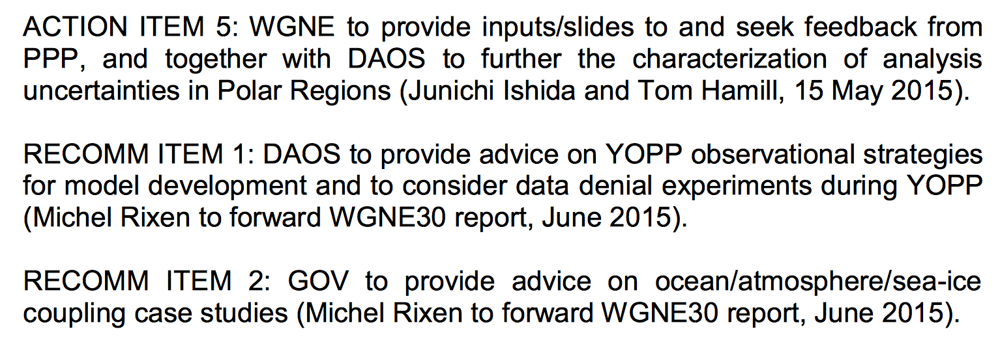 ACTION ITEM 5: WGNE to provide inputs/slides to and seek feedback from
PPP, and together with DAOS to further the characterization of analysis
uncertainties in Polar Regions (Junichi Ishida and Tom Hamill, 15 May 2015).
RECOMM ITEM 1: DAOS to provide advice on YOPP observational strategies
for model development and to consider data denial experiments during YOPP
(Michel Rixen to forward WGNE30 report, June 2015).
RECOMM ITEM 2: GOV to provide advice on ocean/atmosphere/sea-ice
coupling case studies (Michel Rixen to forward WGNE30 report, June 2015).